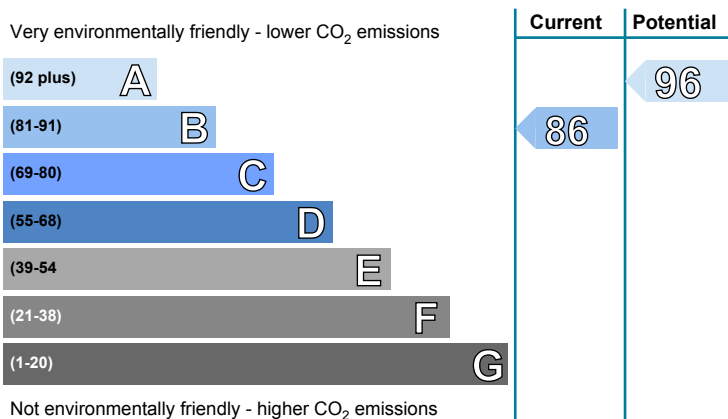 Current Potential
Very environmentally friendly - lower CO2 emissions
(92 plus) A 96
(81-91) B 86
(69-80) C
(55-68) D
(39-54 E
(21-38) F
(1-20) G
Not environmentally friendly - higher CO2 emissions